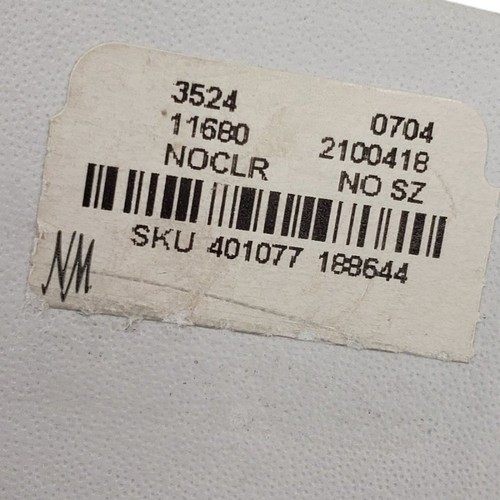 3524 0704
11680 2100418
NOCLR NO SZ
SKU 401077 188644
NM